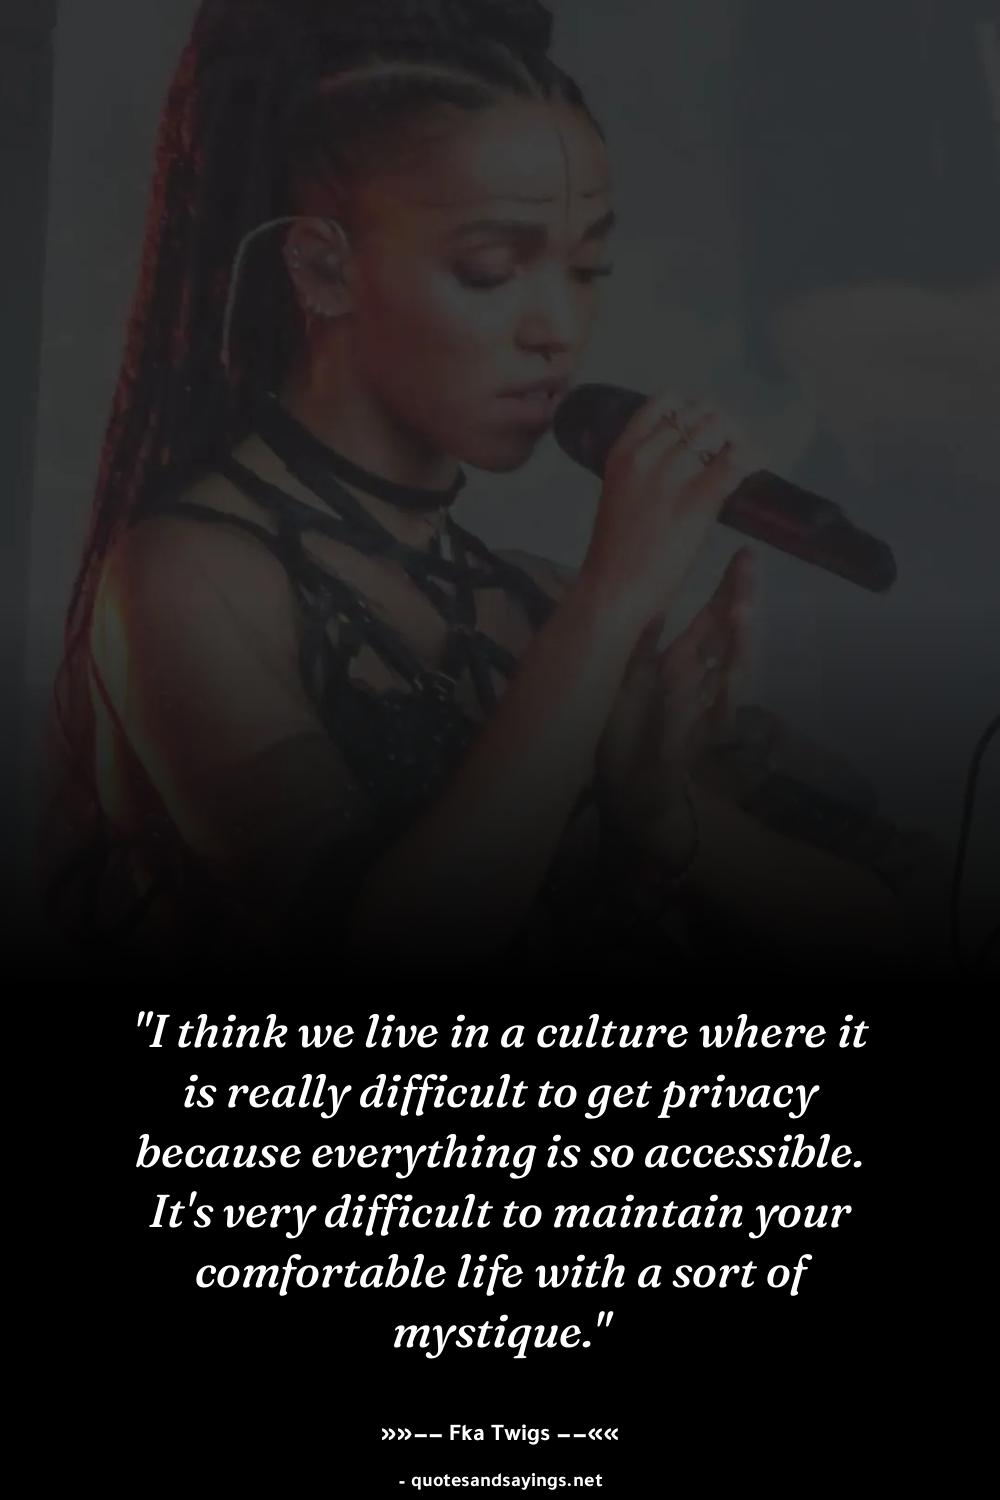 "I think we live in a culture where it
is really difficult to get privacy
because everything is so accessible.
It's very difficult to maintain your
comfortable life with a sort of
mystique."
»»-- Fka Twigs --««
- quotesandsayings.net